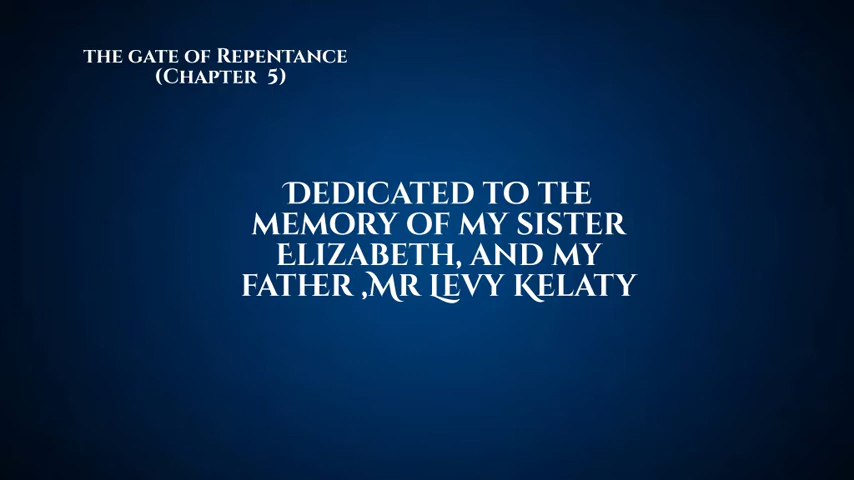 THE GATE OF REPENTANCE
(CHAPTER 5)
DEDICATED TO THE
MEMORY OF MY SISTER
ELIZABETH, AND MY
FATHER ,MR LEVY KELATY